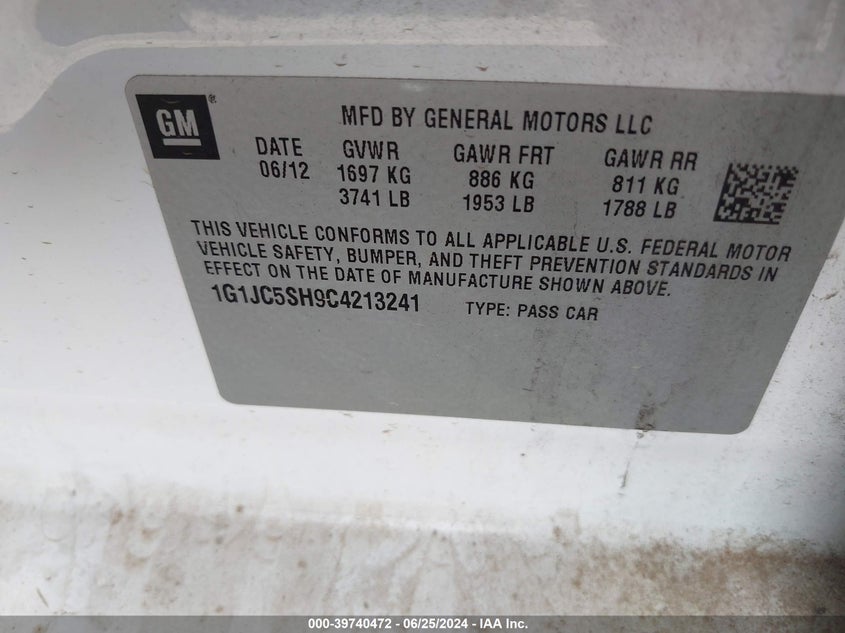 GM®
MFD BY GENERAL MOTORS LLC
DATE GVWR GAWR FRT GAWR RR
06/12 1697 KG 886 KG 811 KG
3741 LB 1953 LB 1788 LB
THIS VEHICLE CONFORMS TO ALL APPLICABLE U.S. FEDERAL MOTOR
VEHICLE SAFETY, BUMPER, AND THEFT PREVENTION STANDARDS IN
EFFECT ON THE DATE OF MANUFACTURE SHOWN ABOVE.
1G1JC5SH9C4213241 TYPE: PASS CAR
000-39740472 - 06/25/2024 - IAA Inc.